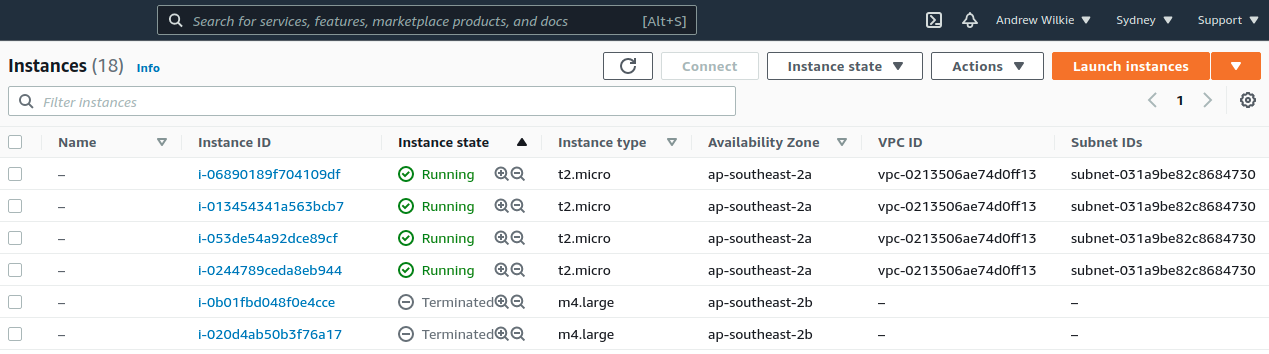 Search for services, features, marketplace products, and docs [Alt+S] Andrew Wilkie Sydney Support
Instances (18) Info Connect Instance state Actions Launch instances
Filter instances 1
Name Instance ID Instance state Instance type Availability Zone VPC ID Subnet IDs
– i-06890189f704109df Running t2.micro ap-southeast-2a vpc-0213506ae74d0ff13 subnet-031a9be82c8684730
– i-013454341a563bcb7 Running t2.micro ap-southeast-2a vpc-0213506ae74d0ff13 subnet-031a9be82c8684730
– i-053de54a92dce89cf Running t2.micro ap-southeast-2a vpc-0213506ae74d0ff13 subnet-031a9be82c8684730
– i-0244789ceda8eb944 Running t2.micro ap-southeast-2a vpc-0213506ae74d0ff13 subnet-031a9be82c8684730
– i-0b01fbd048f0e4cce Terminated m4.large ap-southeast-2b – –
– i-020d4ab50b3f76a17 Terminated m4.large ap-southeast-2b – –